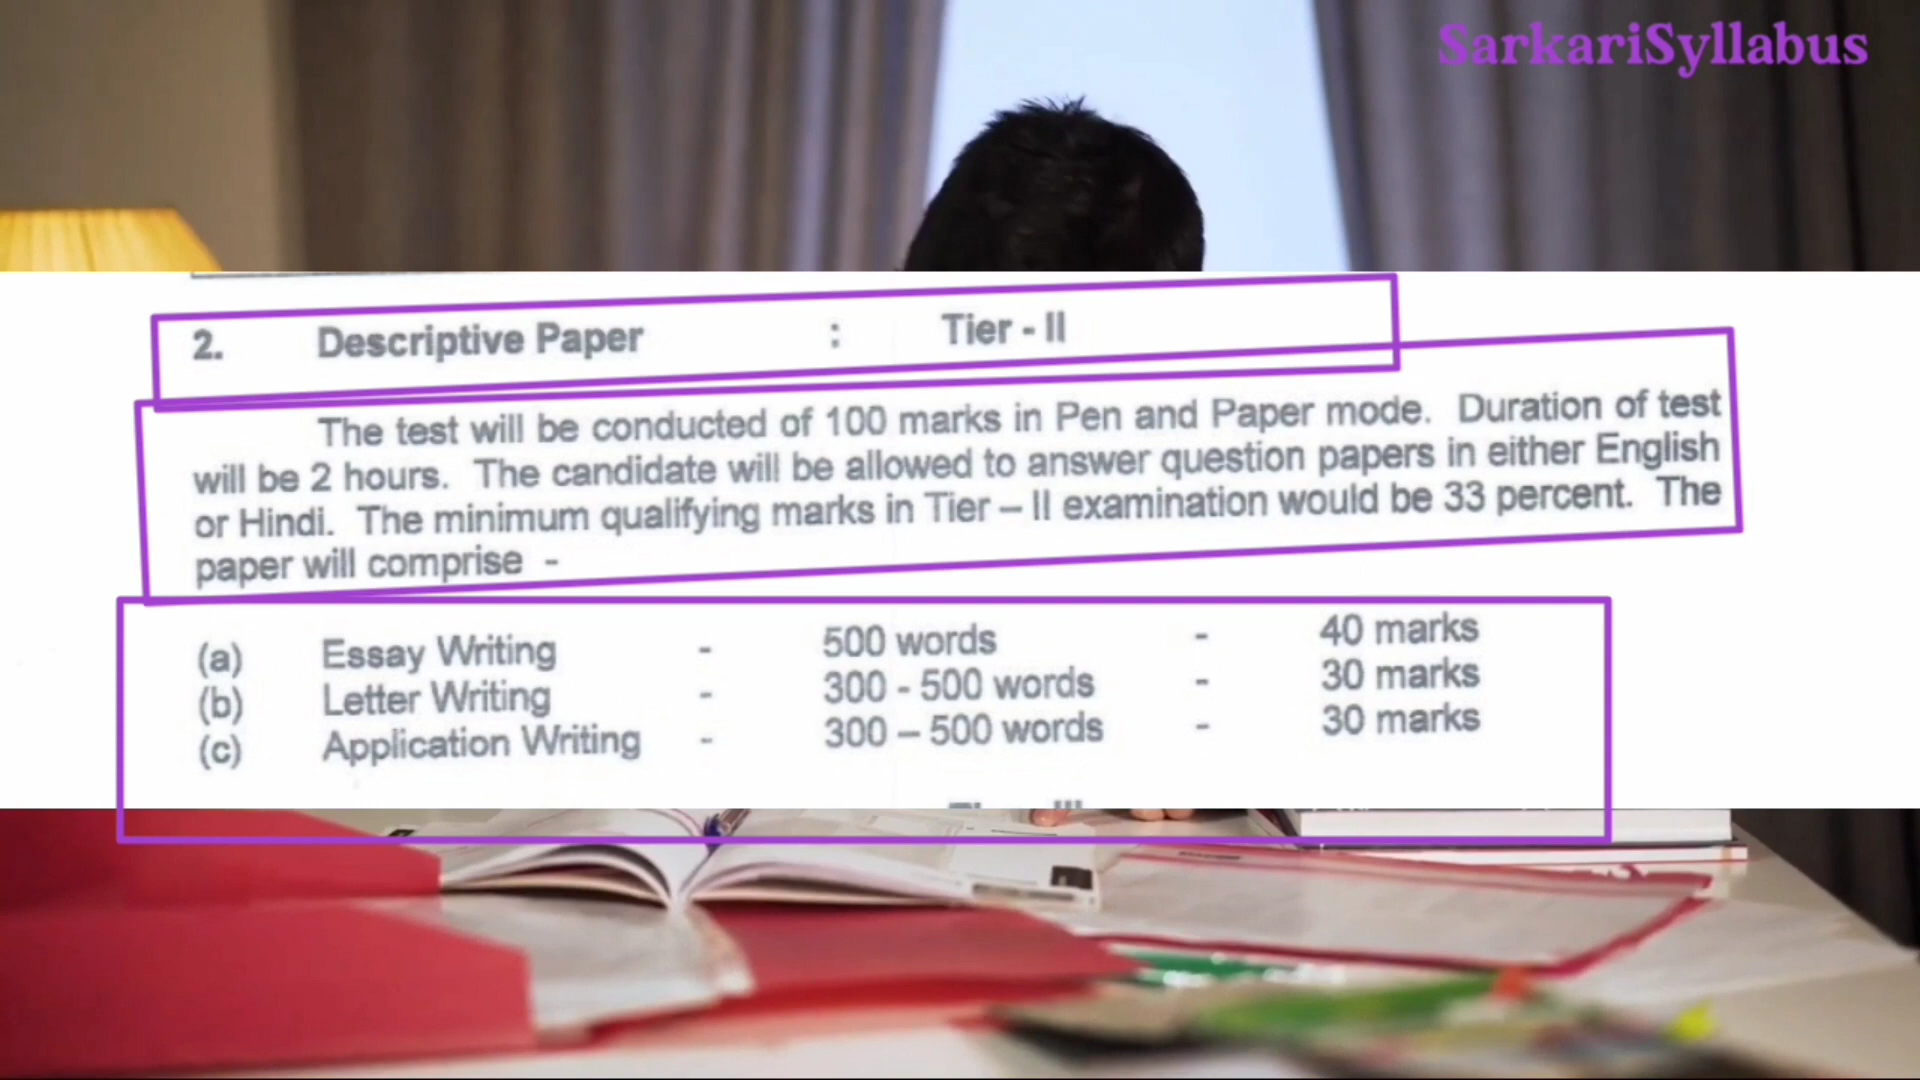 SarkariSyllabus
2. Descriptive Paper : Tier - II
The test will be conducted of 100 marks in Pen and Paper mode. Duration of test
will be 2 hours. The candidate will be allowed to answer question papers in either English
or Hindi. The minimum qualifying marks in Tier – II examination would be 33 percent. The
paper will comprise -
(a) Essay Writing - 500 words - 40 marks
(b) Letter Writing - 300 - 500 words - 30 marks
(c) Application Writing - 300 – 500 words - 30 marks